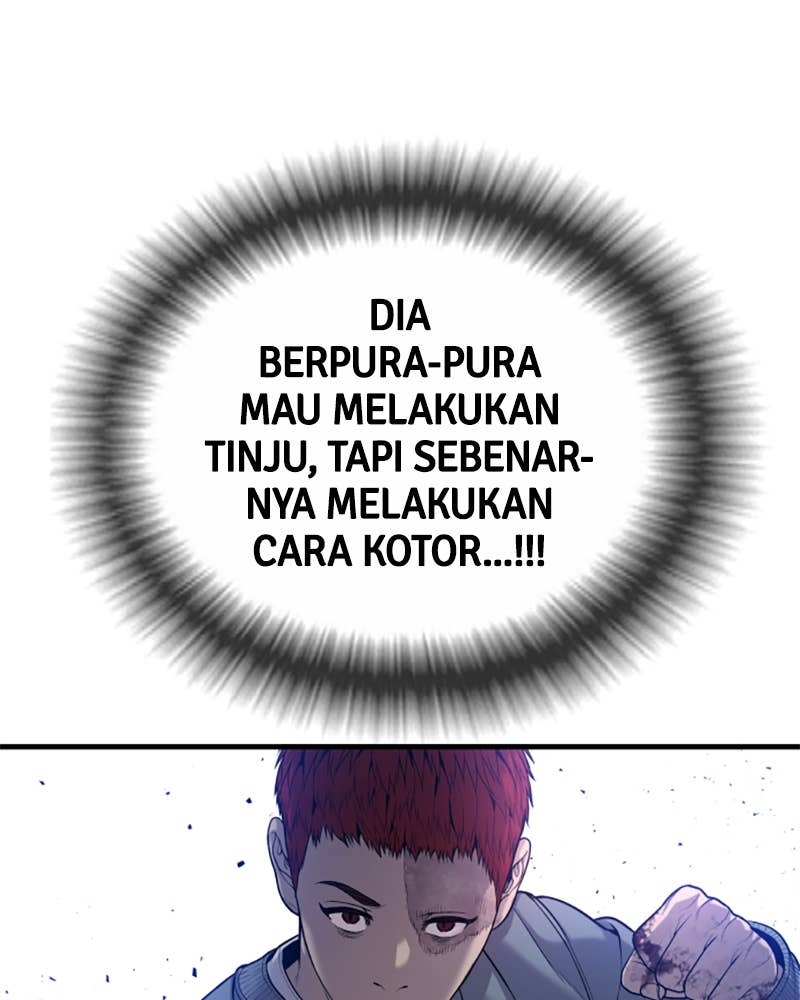 DIA
BERPURA-PURA
MAU MELAKUKAN
TINJU, TAPI SEBENAR-
NYA MELAKUKAN
CARA KOTOR...!!!